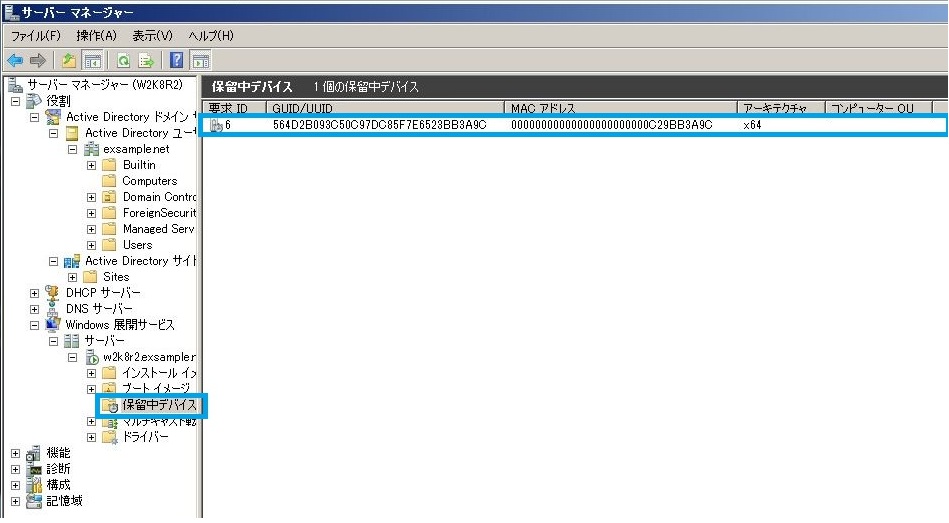 サーバー マネージャー
ファイル(F) 操作(A) 表示(V) ヘルプ(H)
サーバー マネージャー (W2K8R2)
役割
Active Directory ドメイン サ
Active Directory ユー
exsample.net
Builtin
Computers
Domain Contro
ForeignSecurit
Managed Serv
Users
Active Directory サイト
Sites
DHCP サーバー
DNS サーバー
Windows 展開サービス
サーバー
w2k8r2.exsample.n
インストール イメ
ブート イメージ
保留中デバイス
マルチキャスト転
ドライバー
機能
診断
構成
記憶域
保留中デバイス 1 個の保留中デバイス
要求 ID GUID/UUID MAC アドレス アーキテクチャ コンピューター OU
6 564D2B093C50C97DC85F7E6523BB3A9C 00000000000000000000000C29BB3A9C x64